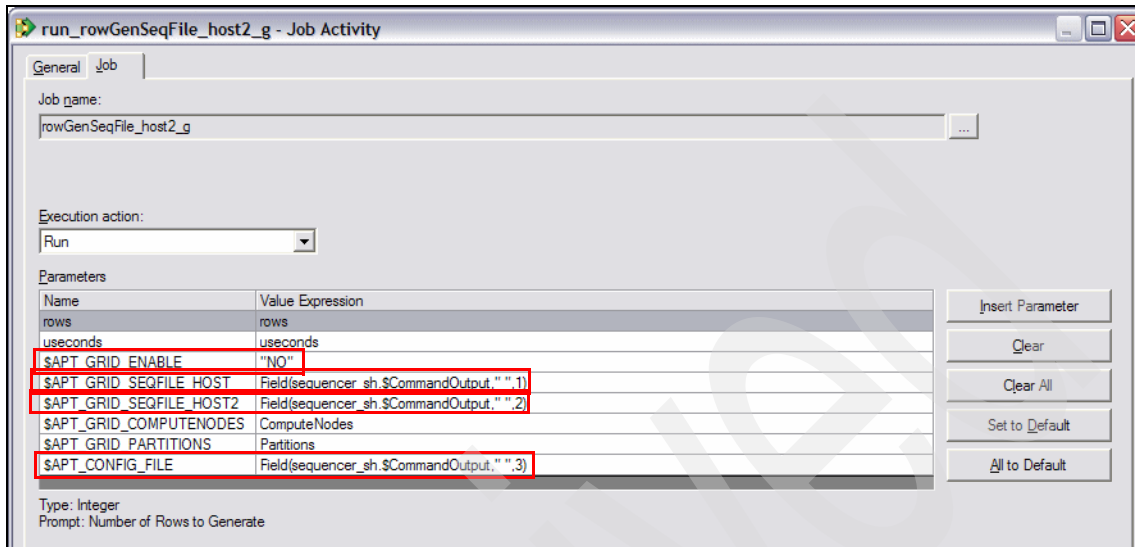 run_rowGenSeqFile_host2_g - Job Activity
General Job
Job name:
rowGenSeqFile_host2_g
...
Execution action:
Run
Parameters
Name Value Expression
rows rows
useconds useconds
$APT_GRID_ENABLE "NO"
$APT_GRID_SEQFILE_HOST Field(sequencer_sh.$CommandOutput," ",1)
$APT_GRID_SEQFILE_HOST2 Field(sequencer_sh.$CommandOutput," ",2)
$APT_GRID_COMPUTENODES ComputeNodes
$APT_GRID_PARTITIONS Partitions
$APT_CONFIG_FILE Field(sequencer_sh.$CommandOutput," ",3)
Insert Parameter
Clear
Clear All
Set to Default
All to Default
Type: Integer
Prompt: Number of Rows to Generate